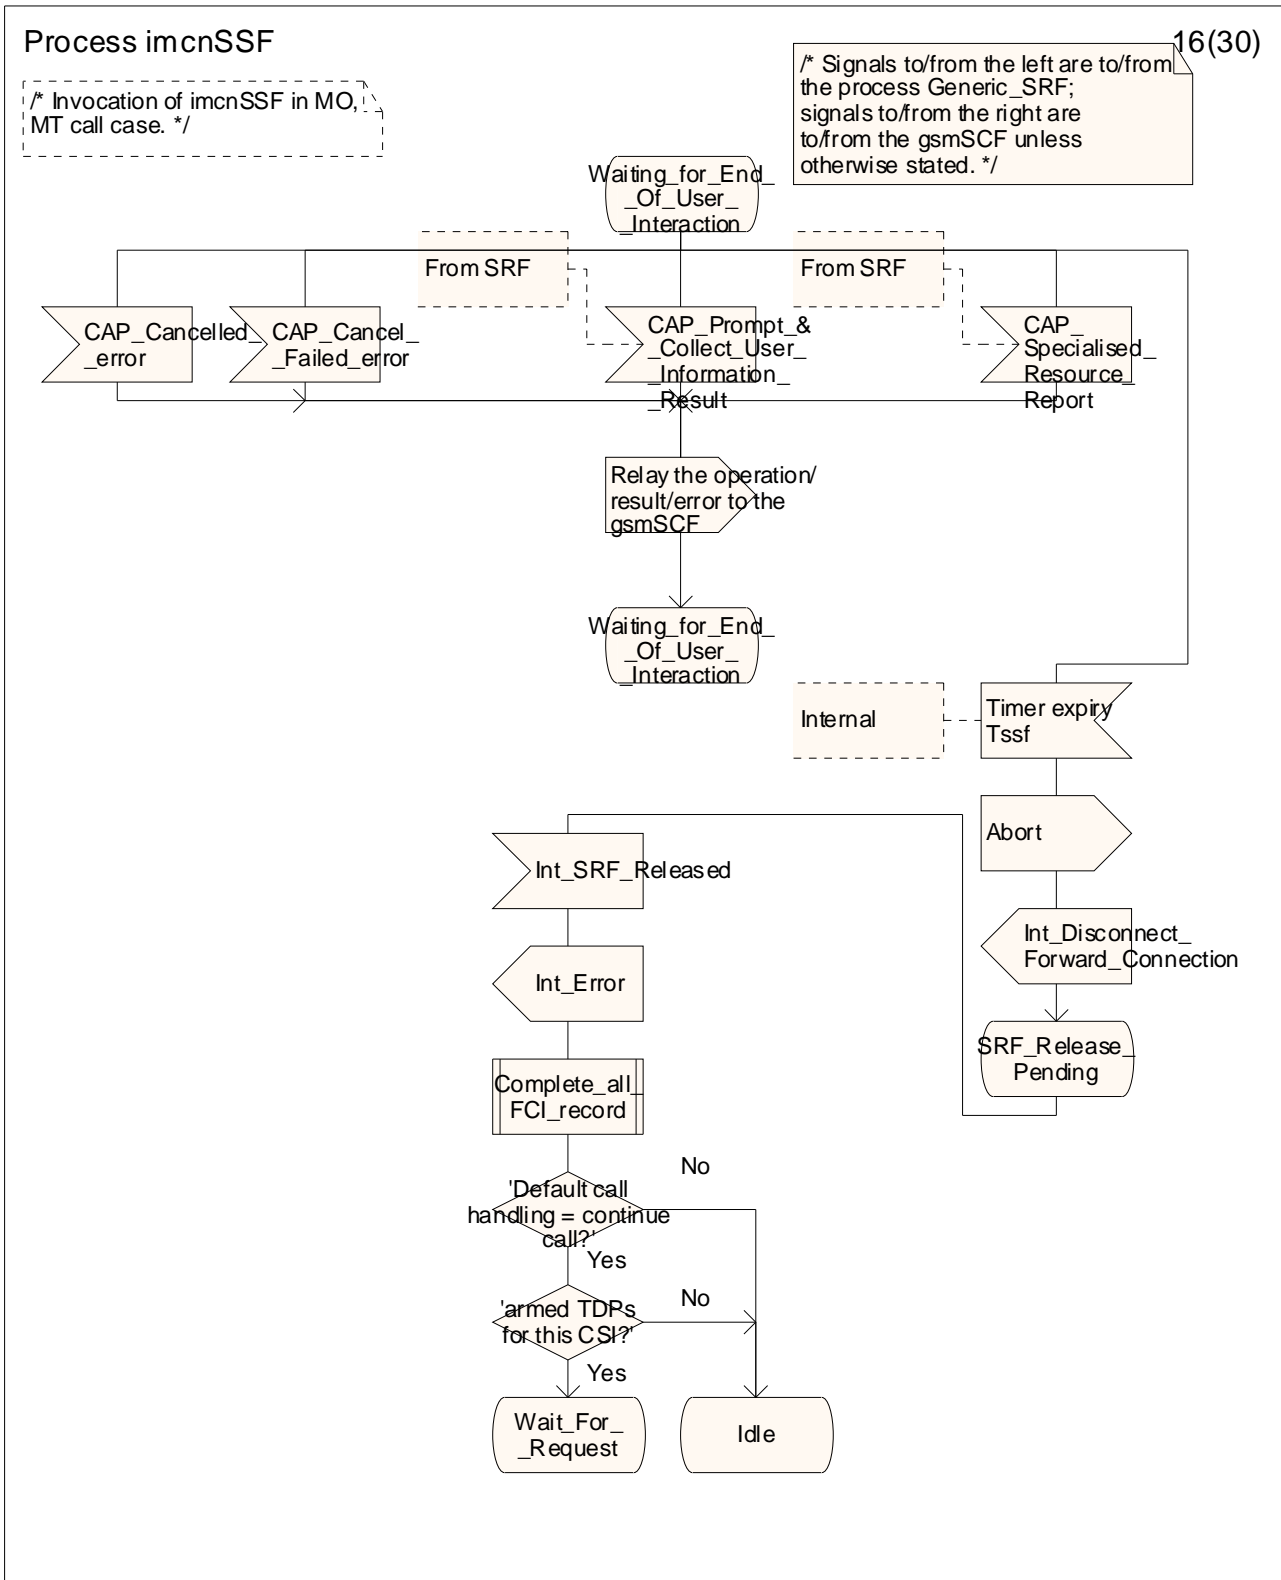 Process imcnSSF
16(30)
/* Invocation of imcnSSF in MO,
MT call case. */
/* Signals to/from the left are to/from
the process Generic_SRF;
signals to/from the right are
to/from the gsmSCF unless
otherwise stated. */
Waiting_for_End_
_Of_User_
_Interaction
From SRF
From SRF
CAP_Cancelled_
_error
CAP_Cancel_
_Failed_error
CAP_Prompt_&
_Collect_User_
_Information_
_Result
CAP_
Specialised_
Resource_
Report
Relay the operation/
result/error to the
gsmSCF
Waiting_for_End_
_Of_User_
_Interaction
Internal
Timer expiry
Tssf
Abort
Int_SRF_Released
Int_Disconnect_
Forward_Connection
Int_Error
SRF_Release_
Pending
Complete_all_
FCI_record
No
'Default call
handling = continue
call?'
Yes
'armed TDPs
for this CSI?'
No
Yes
Wait_For_
_Request
Idle